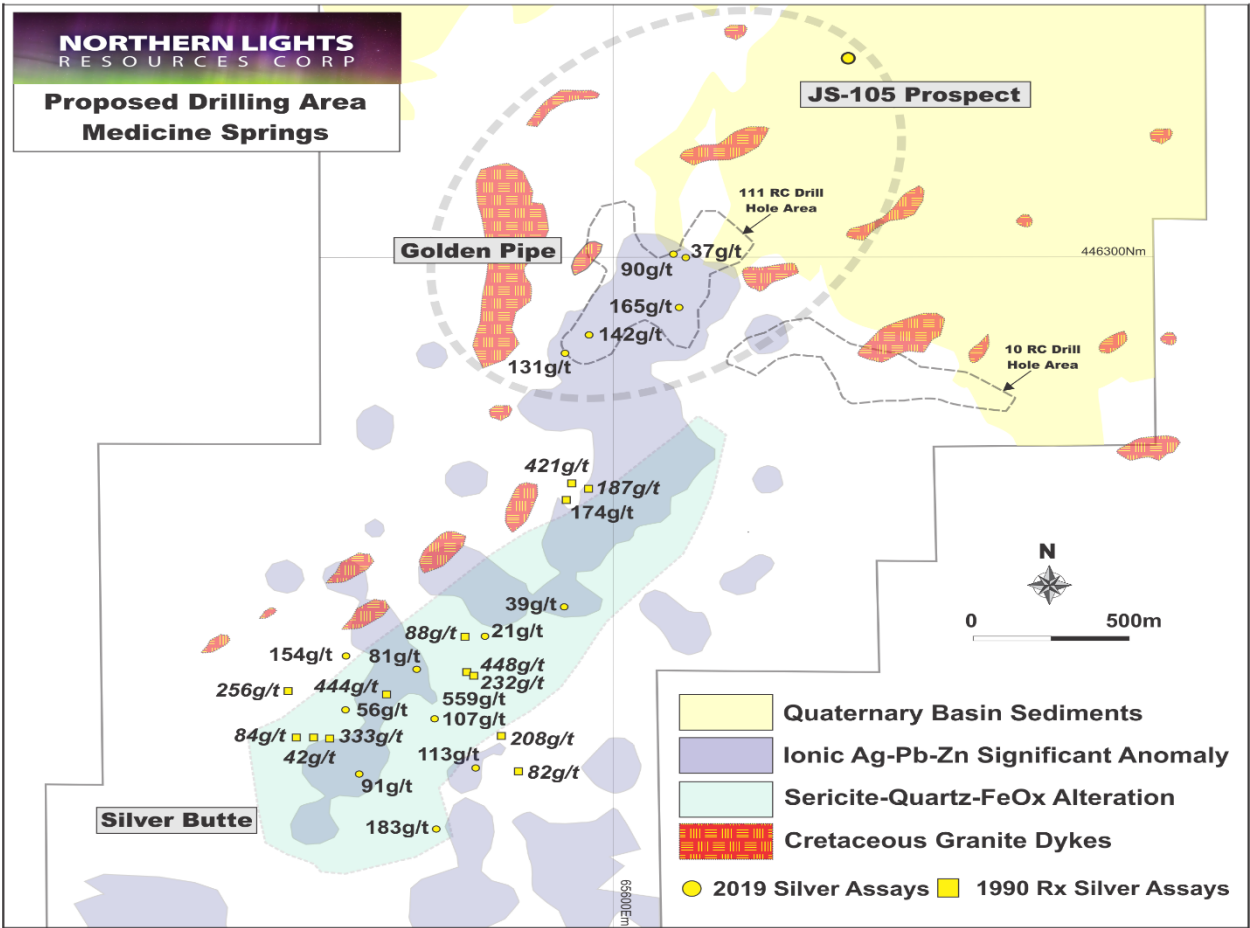 NORTHERN LIGHTS
RESOURCES CORP
Proposed Drilling Area
Medicine Springs
JS-105 Prospect
111 RC Drill
Hole Area
Golden Pipe
37g/t
446300Nm
90g/t
165g/t
142g/t
131g/t
10 RC Drill
Hole Area
421g/t
187g/t
174g/t
N
39g/t
0
500m
88g/t
21g/t
154g/t
81g/t
448g/t
232g/t
256g/t
444g/t
559g/t
56g/t
107g/t
84g/t
333g/t
208g/t
42g/t
113g/t
82g/t
91g/t
Silver Butte
183g/t
65600Em
Quaternary Basin Sediments
Ionic Ag-Pb-Zn Significant Anomaly
Sericite-Quartz-FeOx Alteration
Cretaceous Granite Dykes
2019 Silver Assays
1990 Rx Silver Assays